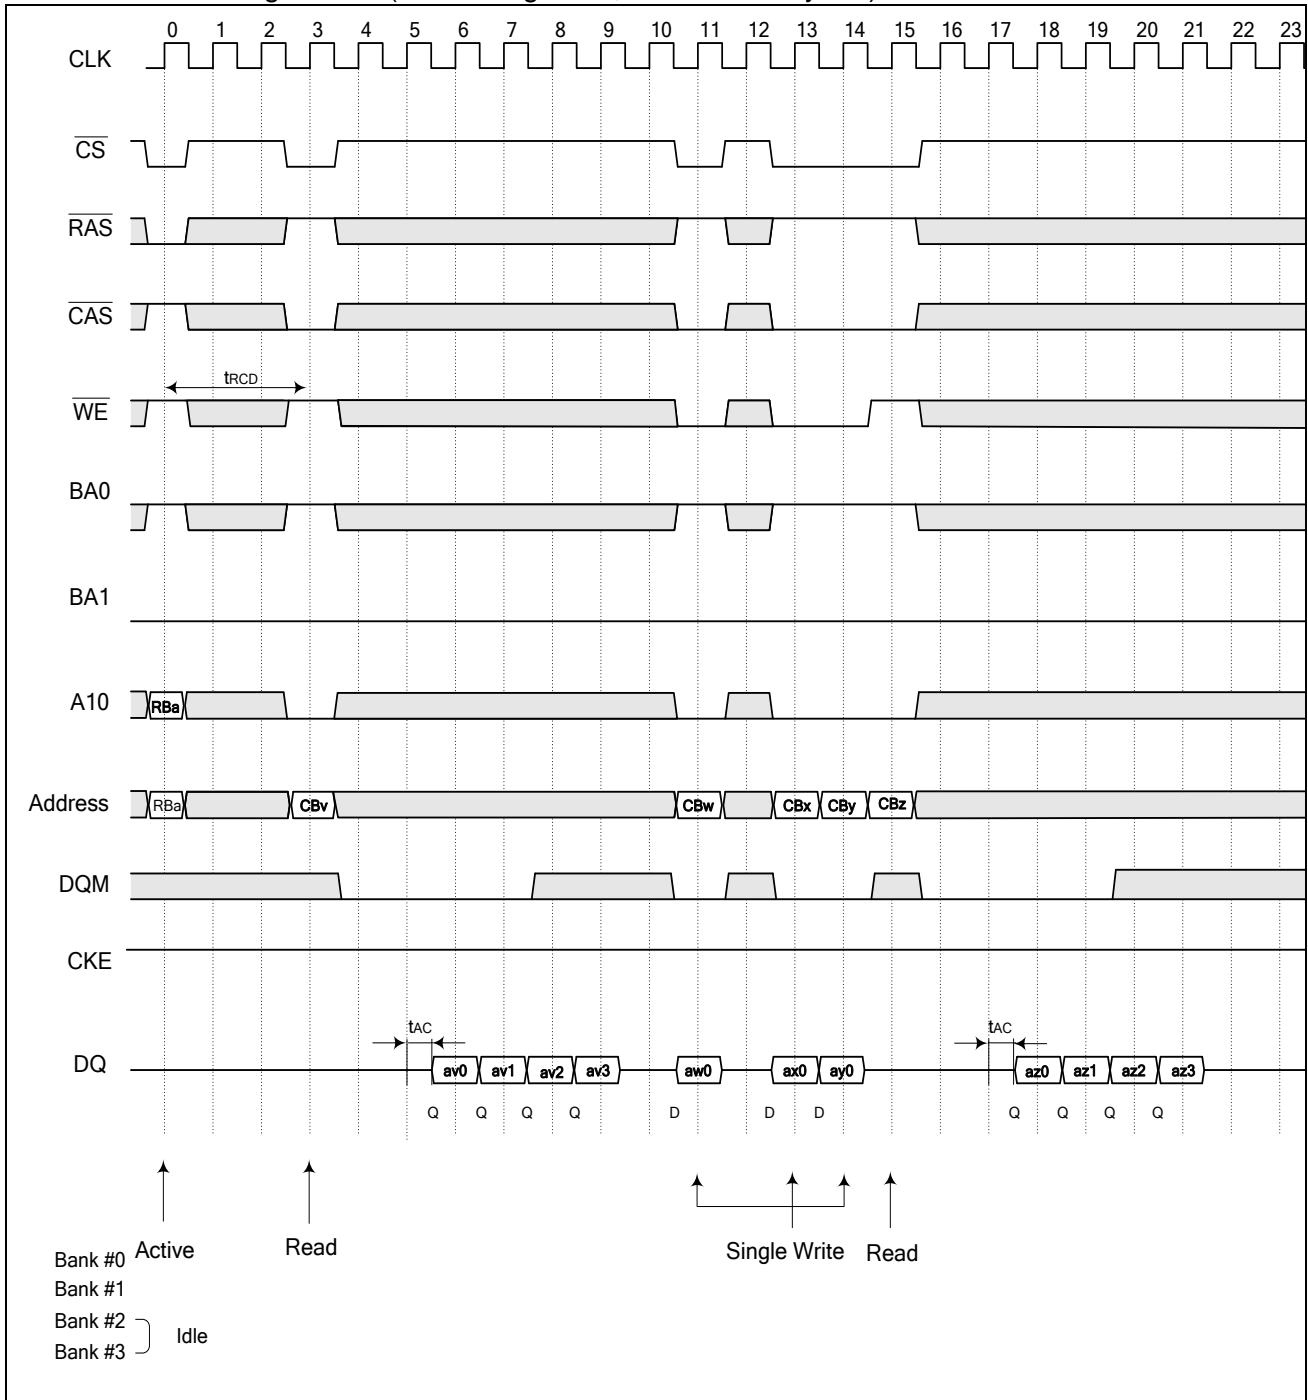 0 1 2 3 4 5 6 7 8 9 10 11 12 13 14 15 16 17 18 19 20 21 22 23
CLK
CS
RAS
CAS
tRCD
WE
BA0
BA1
A10 RBa
Address RBa CBv CBw CBx CBy CBz
DQM
CKE
tAC tAC
DQ av0 av1 av2 av3 aw0 ax0 ay0 az0 az1 az2 az3
Q Q Q Q D D D Q Q Q Q
Active Read Single Write Read
Bank #0
Bank #1
Bank #2
Idle
Bank #3